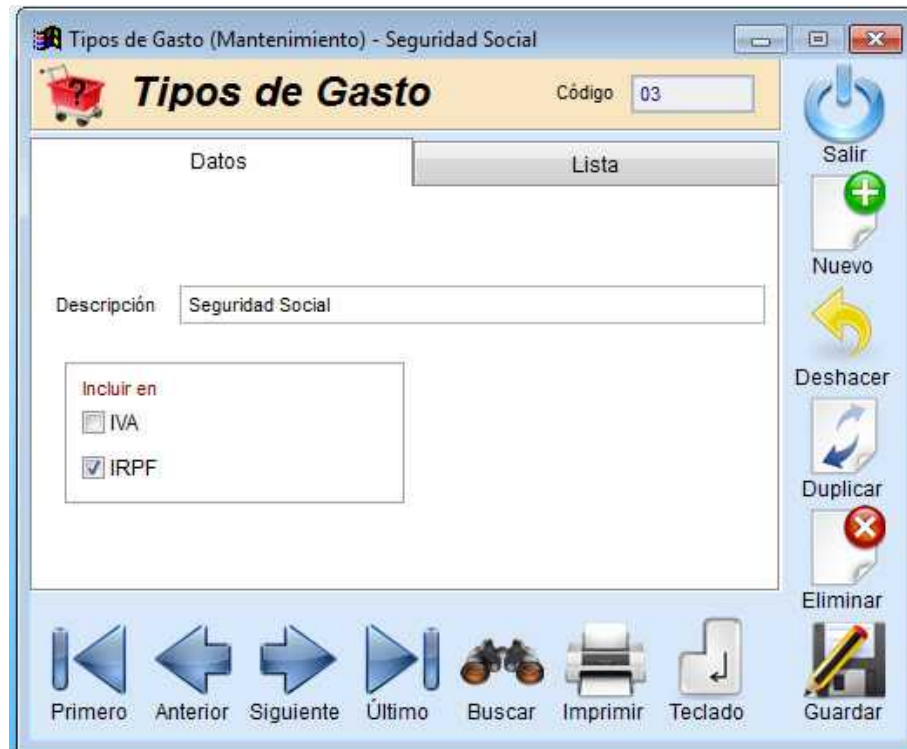 Tipos de Gasto (Mantenimiento) - Seguridad Social
Tipos de Gasto
Código 03
Salir
Datos Lista
Nuevo
Descripción Seguridad Social
Deshacer
Incluir en
IVA
IRPF
Duplicar
Eliminar
Primero Anterior Siguiente Último Buscar Imprimir Teclado Guardar